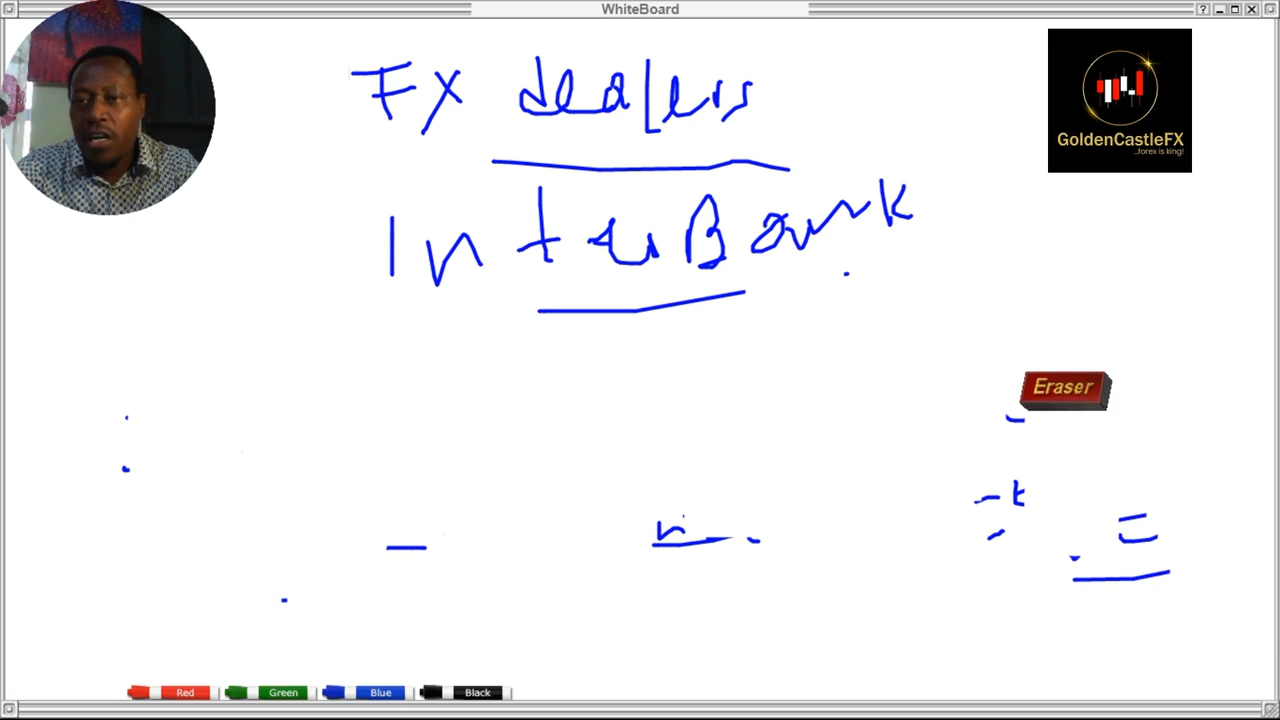 WhiteBoard
FX dealers
GoldenCastleFX
...forex is king!
InterBank
Eraser
Red Green Blue Black